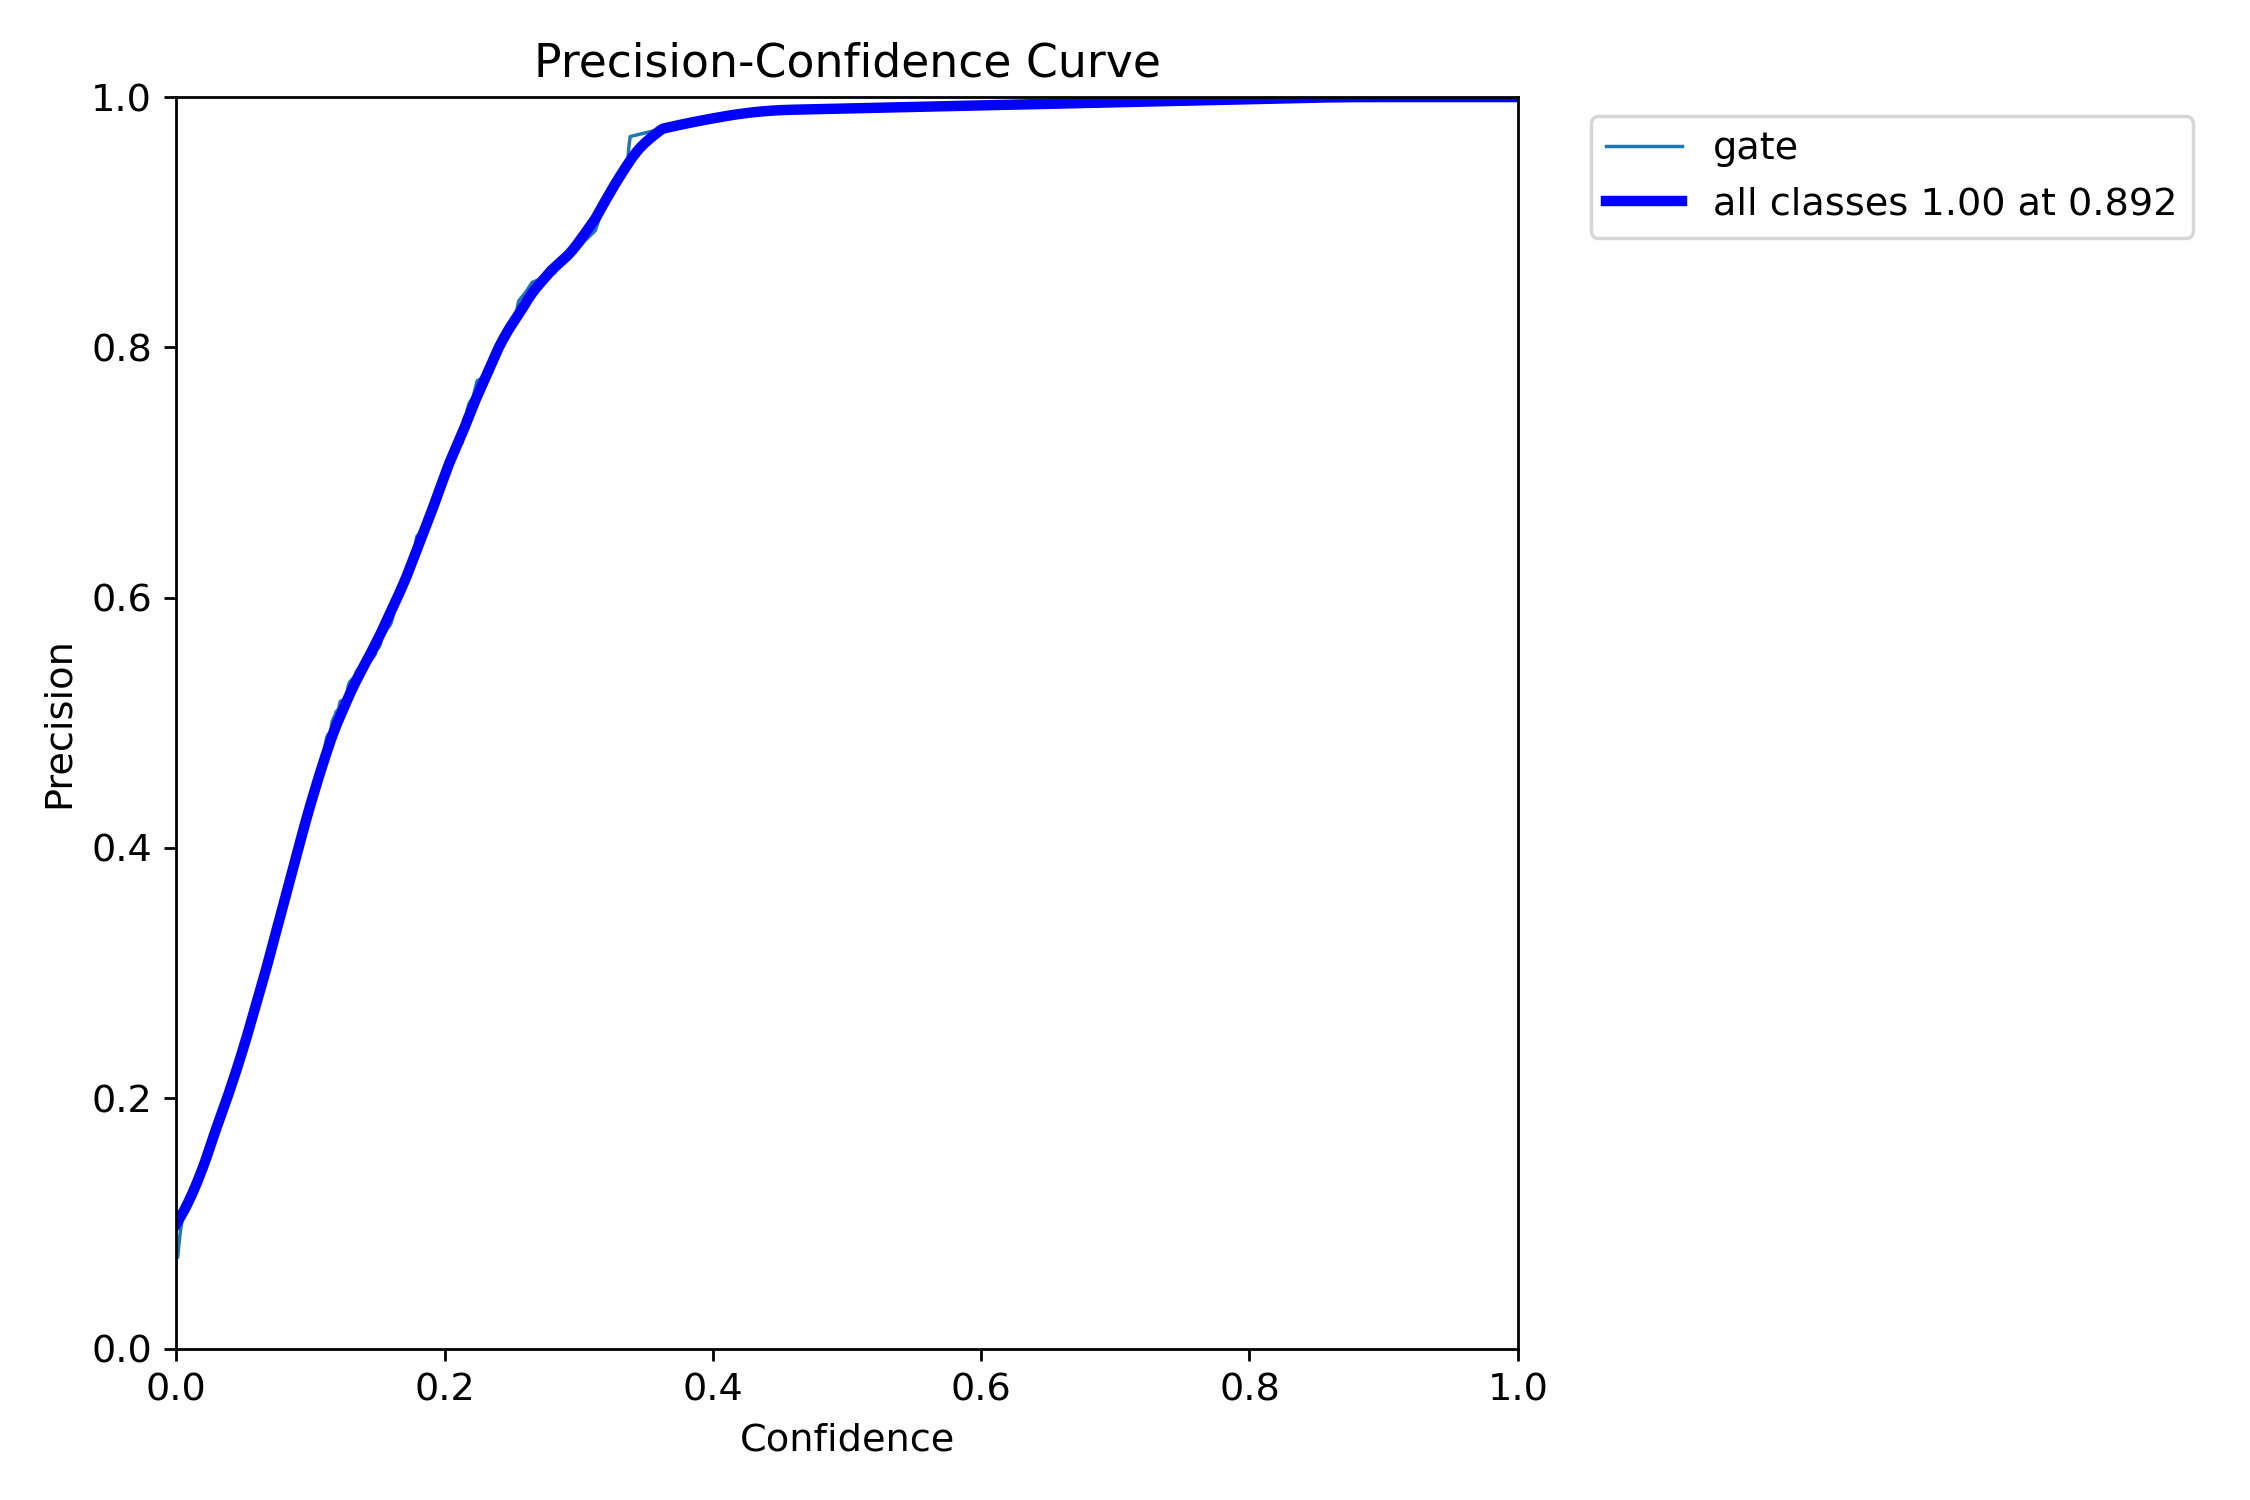 Precision-Confidence Curve
gate
all classes 1.00 at 0.892
Precision
1.0
0.8
0.6
0.4
0.2
0.0
0.0 0.2 0.4 0.6 0.8 1.0
Confidence